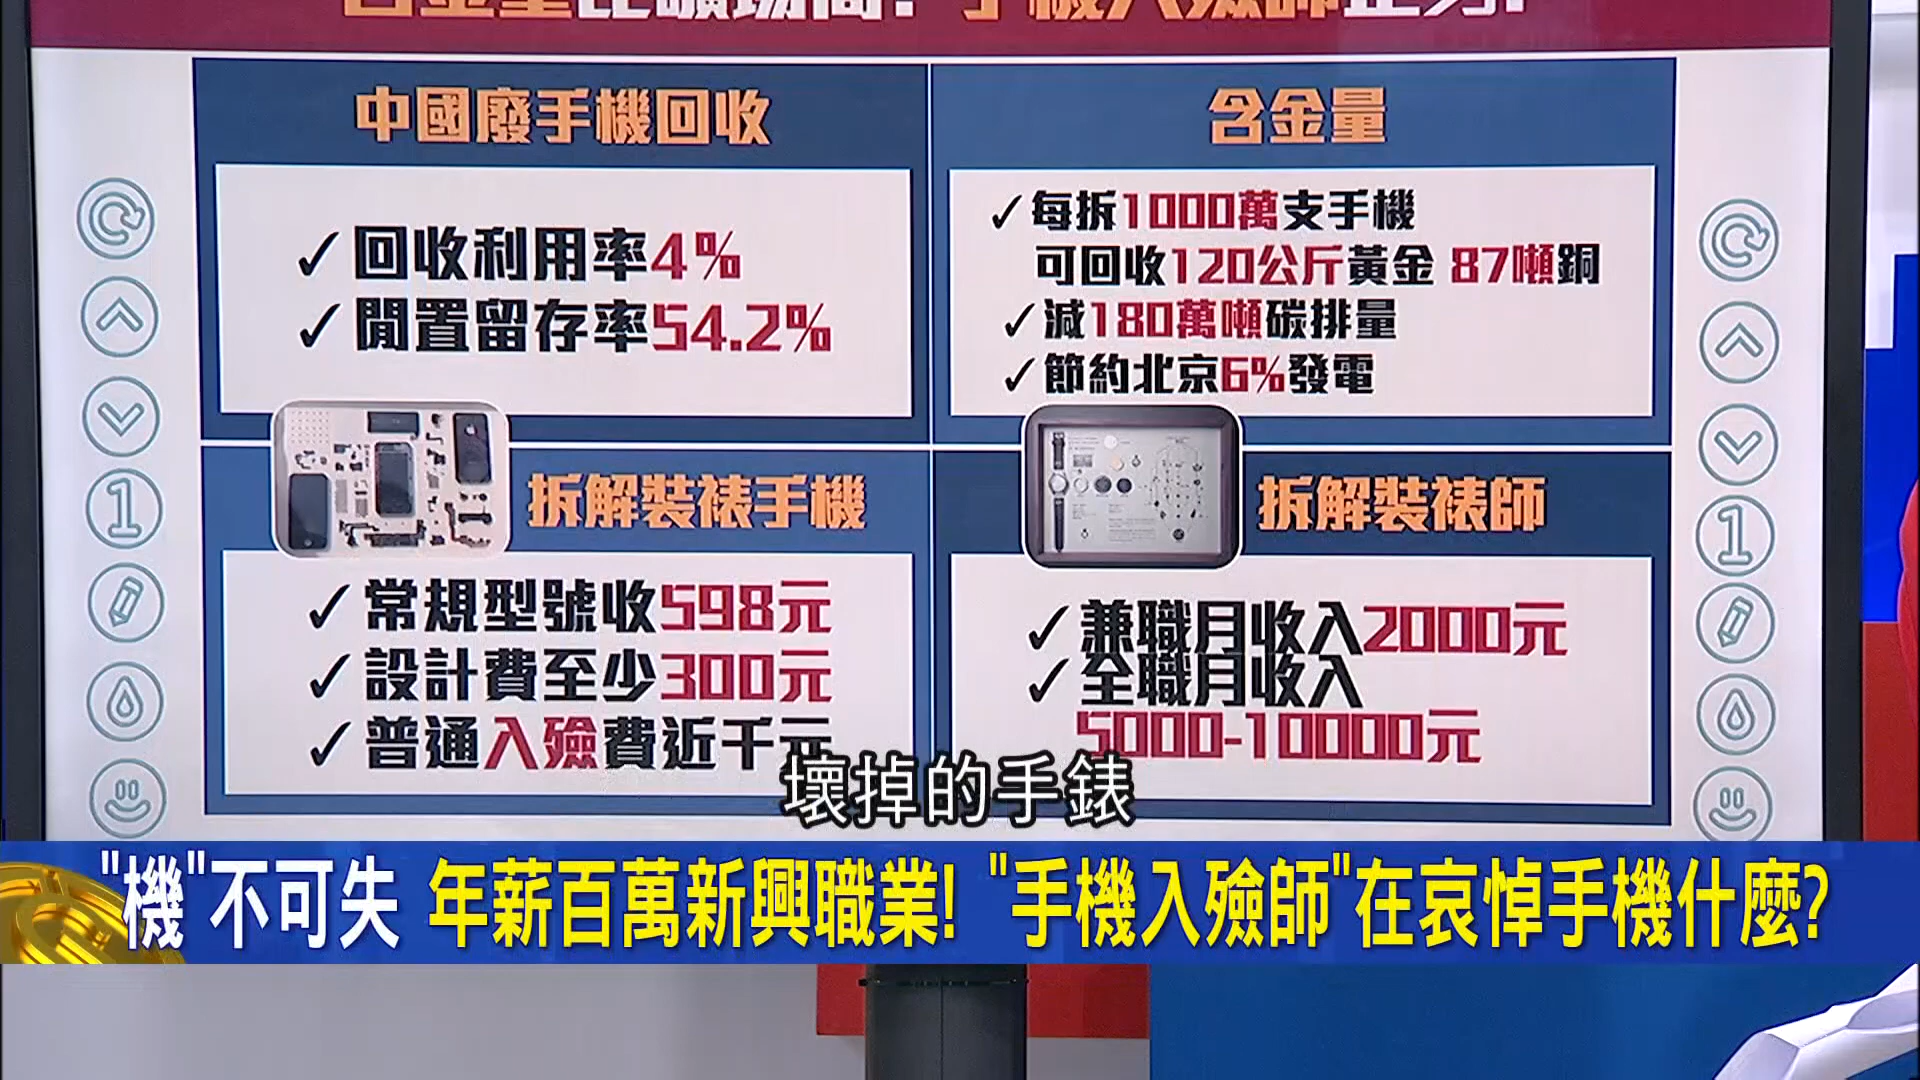 中國廢手機回收
✓回收利用率4%
✓閒置留存率54.2%
含金量
✓每拆1000萬支手機
可回收120公斤黃金 87噸銅
✓減180萬噸碳排量
✓節約北京6%發電
拆解裝裱手機
✓常規型號收598元
✓設計費至少300元
✓普通入殮費近千元
拆解裝裱師
✓兼職月收入2000元
✓全職月收入
5000-10000元
壞掉的手錶
"機"不可失 年薪百萬新興職業! "手機入殮師"在哀悼手機什麼?